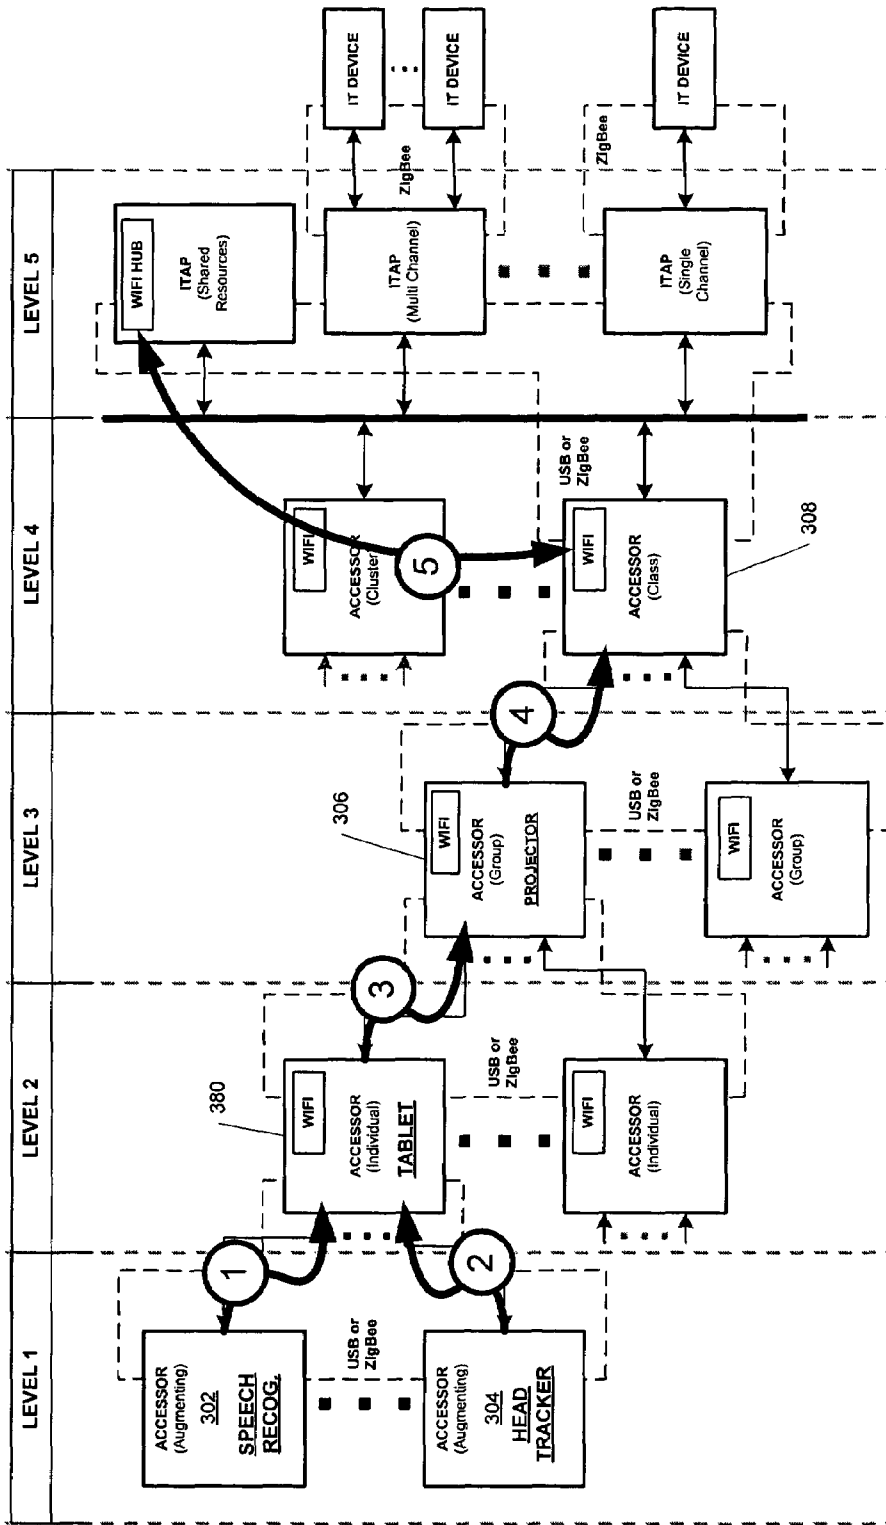 LEVEL 1
LEVEL 2
LEVEL 3
LEVEL 4
LEVEL 5
ACCESSOR
(Augmenting)
302
SPEECH
RECOG.
USB or
ZigBee
ACCESSOR
(Augmenting)
304
HEAD
TRACKER
1
2
380
WIFI
ACCESSOR
(Individual)
TABLET
USB or
ZigBee
WIFI
ACCESSOR
(Individual)
3
306
WIFI
ACCESSOR
(Group)
PROJECTOR
USB or
ZigBee
WIFI
ACCESSOR
(Group)
4
WIFI
ACCESSOR
(Cluster)
5
USB or
ZigBee
WIFI
ACCESSOR
(Class)
308
WIFI HUB
ITAP
(Shared
Resources)
ITAP
(Multi Channel)
ITAP
(Single
Channel)
ZigBee
ZigBee
IT DEVICE
IT DEVICE
IT DEVICE